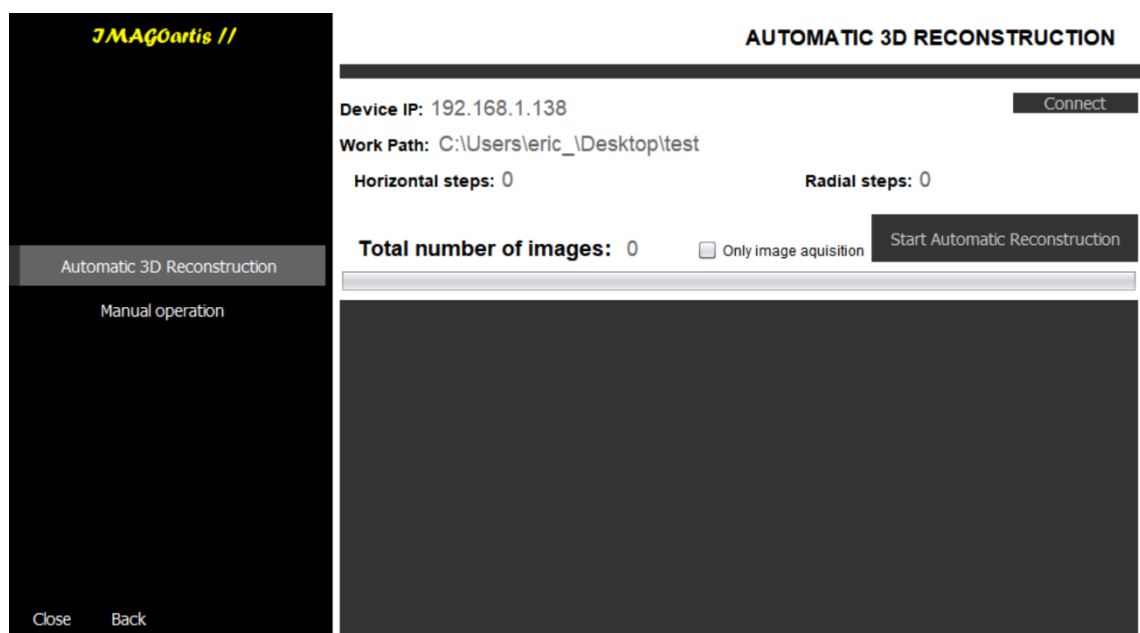 IMAGOartis //
AUTOMATIC 3D RECONSTRUCTION
Device IP: 192.168.1.138
Connect
Work Path: C:\Users\eric_\Desktop\test
Horizontal steps: 0
Radial steps: 0
Total number of images: 0
Only image aquisition
Start Automatic Reconstruction
Automatic 3D Reconstruction
Manual operation
Close
Back